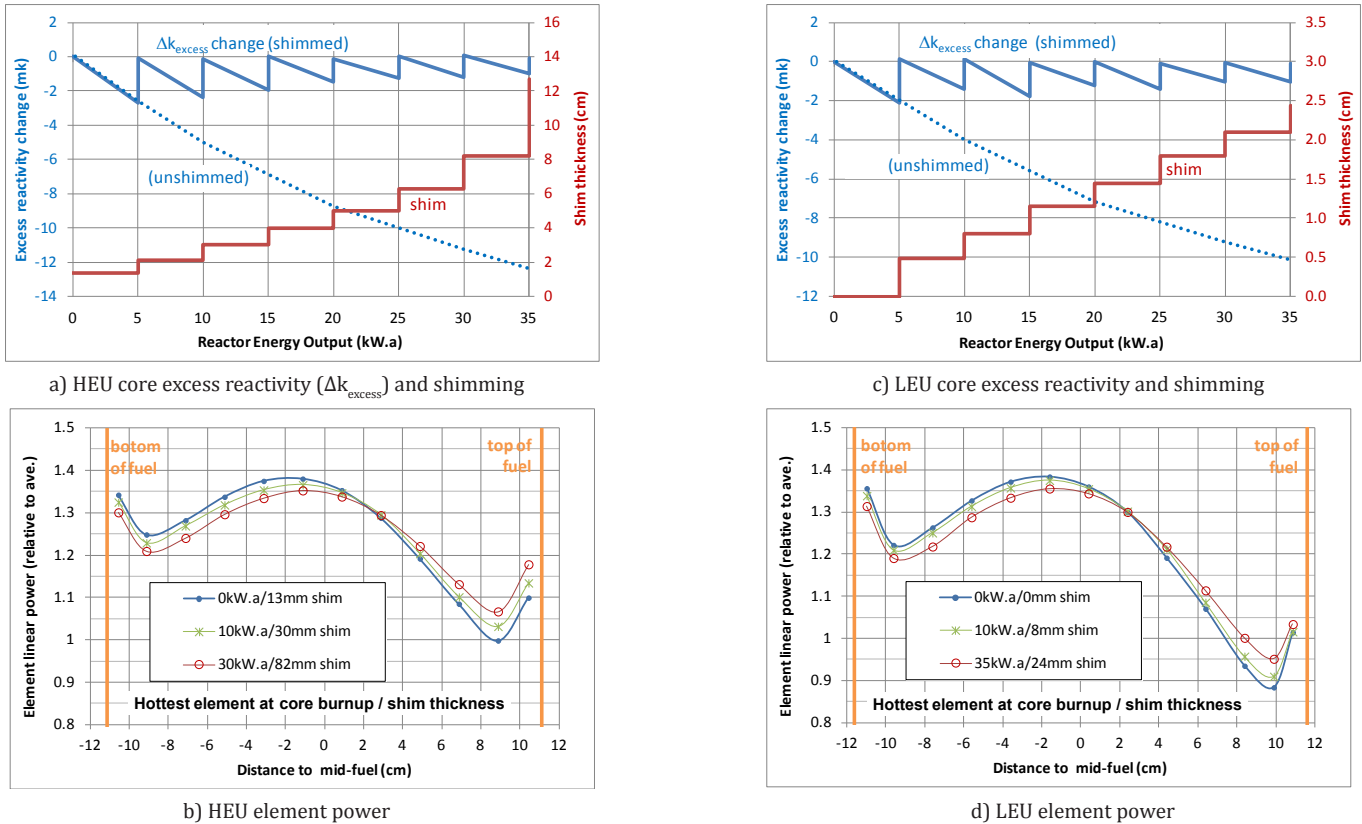 2
0
-2
-4
-6
-8
-10
-12
-14
Excess reactivity change (mk)
Δkexcess change (shimmed)
(unshimmed)
shim
16
14
12
10
8
6
4
2
0
Shim thickness (cm)
0 5 10 15 20 25 30 35
Reactor Energy Output (kW.a)
a) HEU core excess reactivity (Δkexcess) and shimming
2
0
-2
-4
-6
-8
-10
-12
Excess reactivity change (mk)
Δkexcess change (shimmed)
(unshimmed)
shim
3.5
3.0
2.5
2.0
1.5
1.0
0.5
0.0
Shim thickness (cm)
0 5 10 15 20 25 30 35
Reactor Energy Output (kW.a)
c) LEU core excess reactivity and shimming
1.5
1.4
1.3
1.2
1.1
1
0.9
0.8
Element linear power (relative to ave.)
botom
of fuel
top of
fuel
0kW.a/13mm shim
10kW.a/30mm shim
30kW.a/82mm shim
Hottest element at core burnup / shim thickness
-12 -10 -8 -6 -4 -2 0 2 4 6 8 10 12
Distance to mid-fuel (cm)
b) HEU element power
1.5
1.4
1.3
1.2
1.1
1
0.9
0.8
Element linear power (relative to ave.)
botom
of fuel
top of
fuel
0kW.a/0mm shim
10kW.a/8mm shim
35kW.a/24mm shim
Hottest element at core burnup / shim thickness
-12 -10 -8 -6 -4 -2 0 2 4 6 8 10 12
Distance to mid-fuel (cm)
d) LEU element power